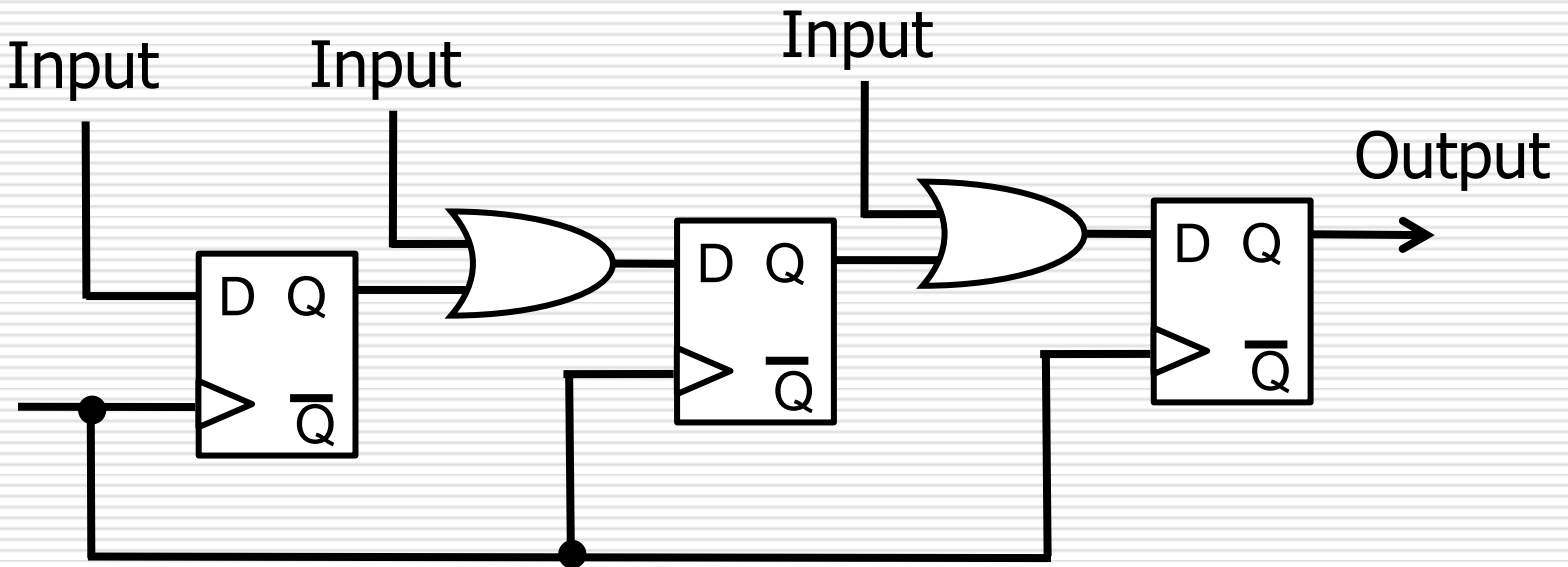 Input
Input
Input
Output
D Q
Q̅
D Q
Q̅
D Q
Q̅